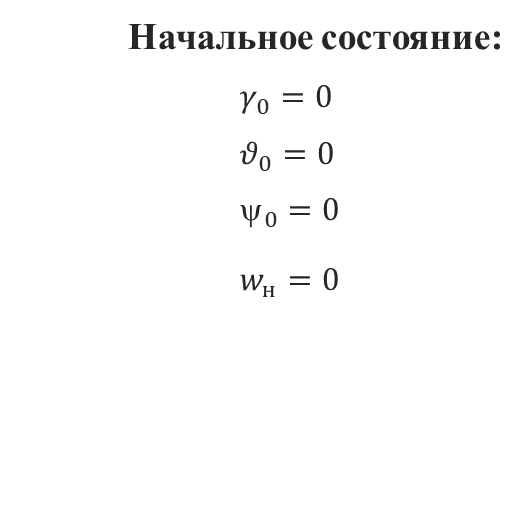 Начальное состояние:
𝛾₀ = 0
𝜗₀ = 0
ψ₀ = 0
𝑤н = 0